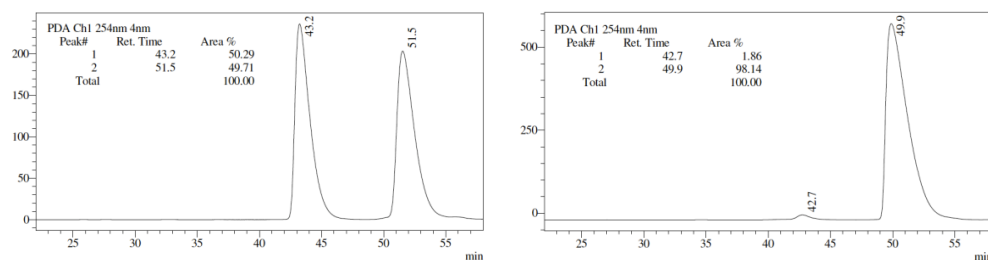 PDA Ch1 254nm 4nm
Peak# Ret. Time Area %
1 43.2 50.29
2 51.5 49.71
Total 100.00
43.2
51.5
200
150
100
50
0
25 30 35 40 45 50 55
min
PDA Ch1 254nm 4nm
Peak# Ret. Time Area %
1 42.7 1.86
2 49.9 98.14
Total 100.00
42.7
49.9
500
250
0
25 30 35 40 45 50 55
min